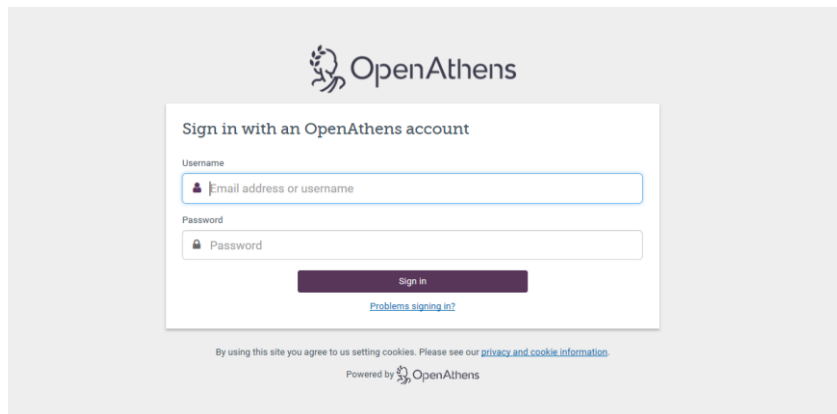 OpenAthens
Sign in with an OpenAthens account
Username
Email address or username
Password
Password
Sign in
Problems signing in?
By using this site you agree to us setting cookies. Please see our privacy and cookie information.
Powered by OpenAthens